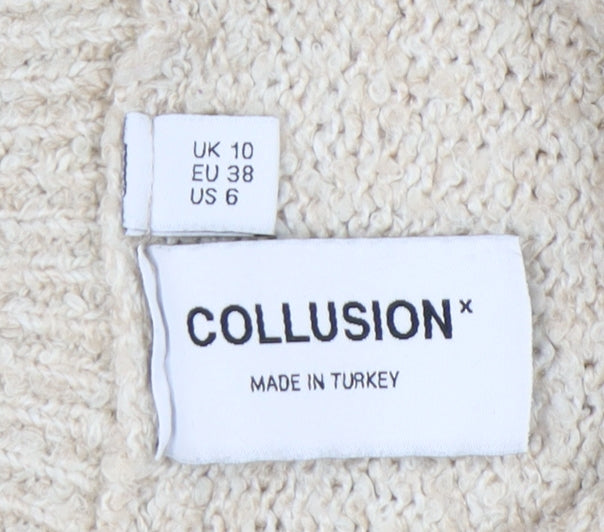 UK 10
EU 38
US 6
COLLUSION x
MADE IN TURKEY